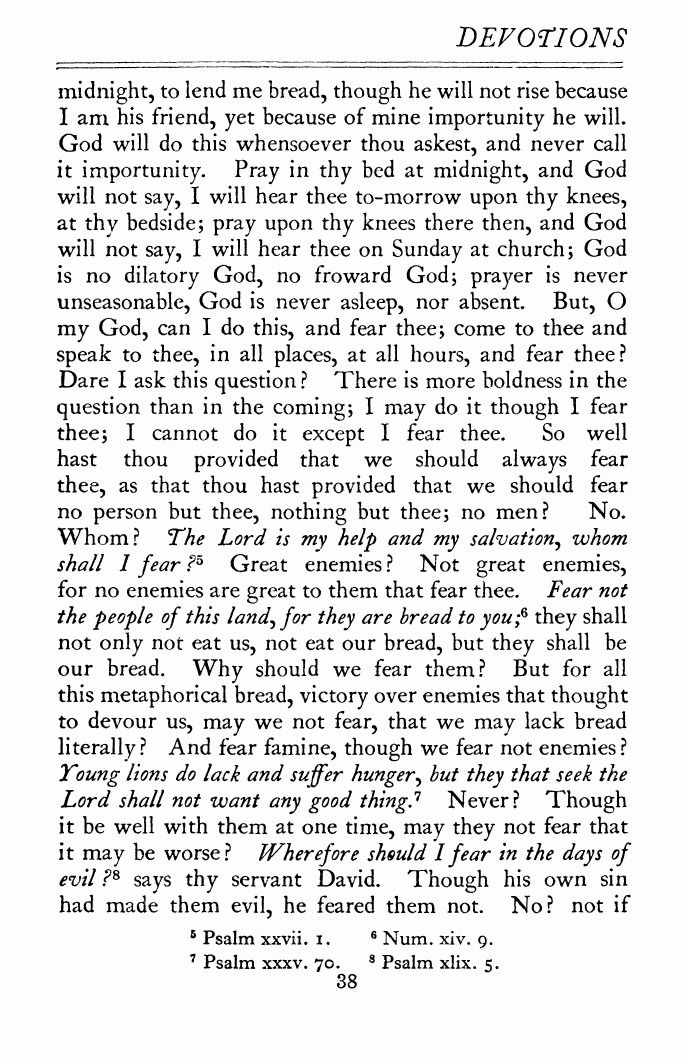 DEVOTIONS
midnight, to lend me bread, though he will not rise because
I am his friend, yet because of mine importunity he will.
God will do this whensoever thou askest, and never call
it importunity. Pray in thy bed at midnight, and God
will not say, I will hear thee to-morrow upon thy knees,
at thy bedside; pray upon thy knees there then, and God
will not say, I will hear thee on Sunday at church; God
is no dilatory God, no froward God; prayer is never
unseasonable, God is never asleep, nor absent. But, O
my God, can I do this, and fear thee; come to thee and
speak to thee, in all places, at all hours, and fear thee?
Dare I ask this question? There is more boldness in the
question than in the coming; I may do it though I fear
thee; I cannot do it except I fear thee. So well
hast thou provided that we should always fear
thee, as that thou hast provided that we should fear
no person but thee, nothing but thee; no men? No.
Whom? The Lord is my help and my salvation, whom
shall I fear?⁵ Great enemies? Not great enemies,
for no enemies are great to them that fear thee. Fear not
the people of this land, for they are bread to you;⁶ they shall
not only not eat us, not eat our bread, but they shall be
our bread. Why should we fear them? But for all
this metaphorical bread, victory over enemies that thought
to devour us, may we not fear, that we may lack bread
literally? And fear famine, though we fear not enemies?
Young lions do lack and suffer hunger, but they that seek the
Lord shall not want any good thing.⁷ Never? Though
it be well with them at one time, may they not fear that
it may be worse? Wherefore should I fear in the days of
evil?⁸ says thy servant David. Though his own sin
had made them evil, he feared them not. No? not if
⁵ Psalm xxvii. 1. ⁶ Num. xiv. 9.
⁷ Psalm xxxv. 70. ⁸ Psalm xlix. 5.
38